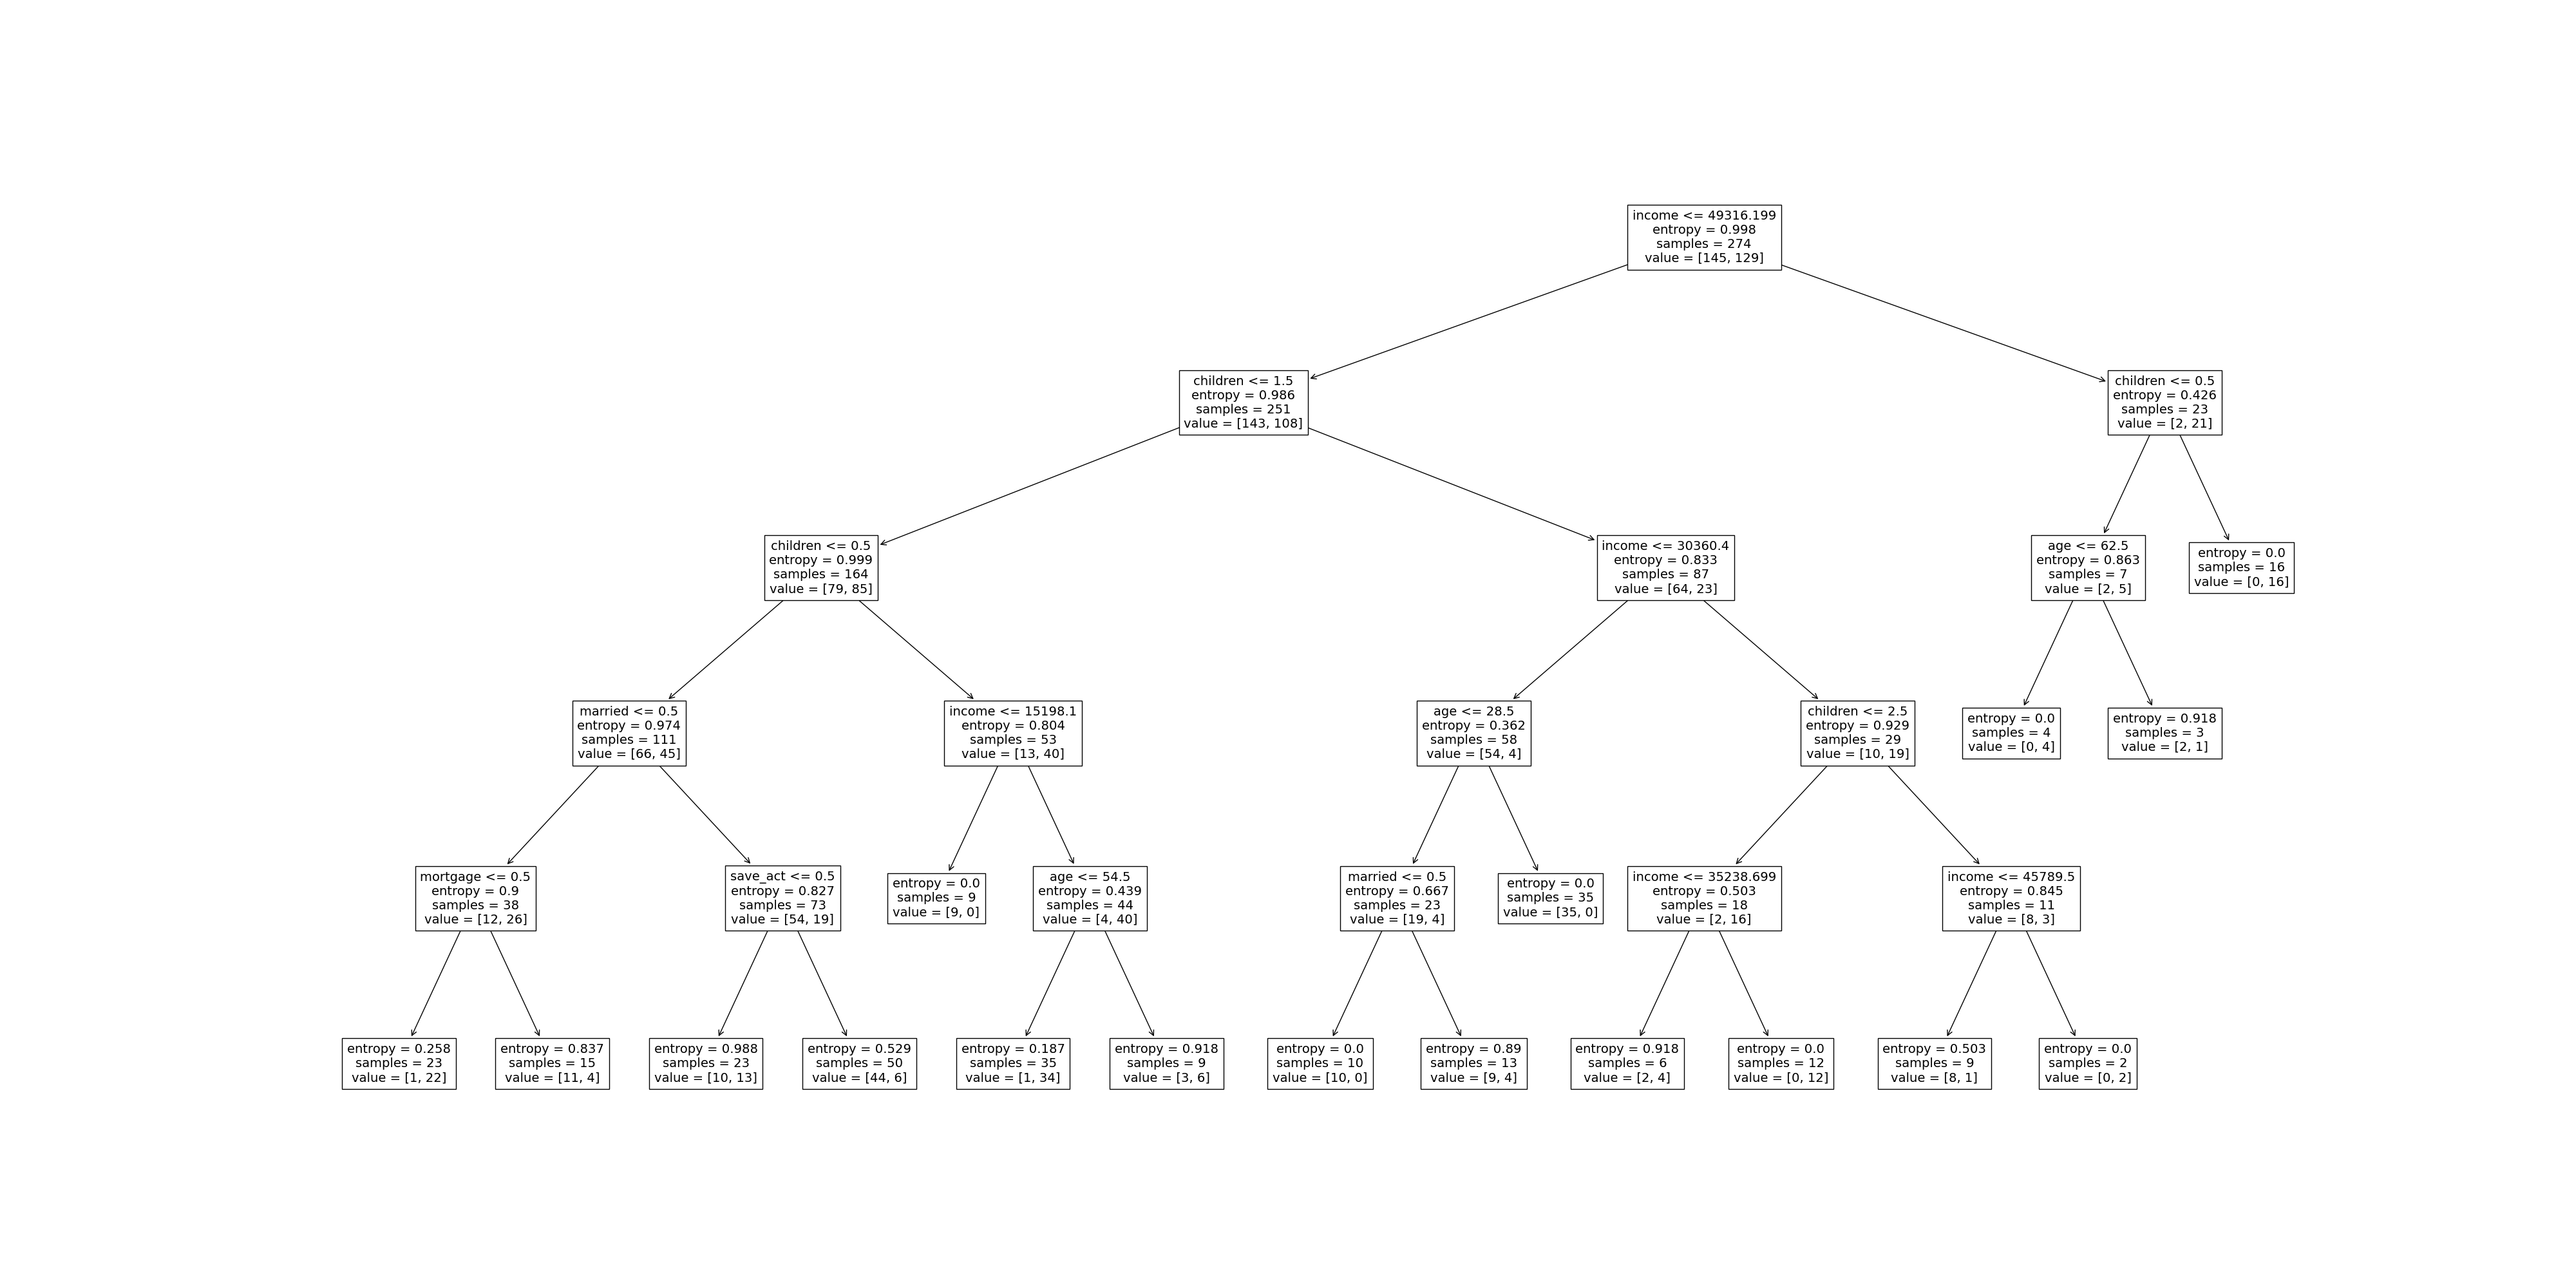 income <= 49316.199
entropy = 0.998
samples = 274
value = [145, 129]
children <= 1.5
entropy = 0.986
samples = 251
value = [143, 108]
children <= 0.5
entropy = 0.426
samples = 23
value = [2, 21]
children <= 0.5
entropy = 0.999
samples = 164
value = [79, 85]
income <= 30360.4
entropy = 0.833
samples = 87
value = [64, 23]
age <= 62.5
entropy = 0.863
samples = 7
value = [2, 5]
entropy = 0.0
samples = 16
value = [0, 16]
married <= 0.5
entropy = 0.974
samples = 111
value = [66, 45]
income <= 15198.1
entropy = 0.804
samples = 53
value = [13, 40]
age <= 28.5
entropy = 0.362
samples = 58
value = [54, 4]
children <= 2.5
entropy = 0.929
samples = 29
value = [10, 19]
entropy = 0.0
samples = 4
value = [0, 4]
entropy = 0.918
samples = 3
value = [2, 1]
mortgage <= 0.5
entropy = 0.9
samples = 38
value = [12, 26]
save_act <= 0.5
entropy = 0.827
samples = 73
value = [54, 19]
entropy = 0.0
samples = 9
value = [9, 0]
age <= 54.5
entropy = 0.439
samples = 44
value = [4, 40]
married <= 0.5
entropy = 0.667
samples = 23
value = [19, 4]
entropy = 0.0
samples = 35
value = [35, 0]
income <= 35238.699
entropy = 0.503
samples = 18
value = [2, 16]
income <= 45789.5
entropy = 0.845
samples = 11
value = [8, 3]
entropy = 0.258
samples = 23
value = [1, 22]
entropy = 0.837
samples = 15
value = [11, 4]
entropy = 0.988
samples = 23
value = [10, 13]
entropy = 0.529
samples = 50
value = [44, 6]
entropy = 0.187
samples = 35
value = [1, 34]
entropy = 0.918
samples = 9
value = [3, 6]
entropy = 0.0
samples = 10
value = [10, 0]
entropy = 0.89
samples = 13
value = [9, 4]
entropy = 0.918
samples = 6
value = [2, 4]
entropy = 0.0
samples = 12
value = [0, 12]
entropy = 0.503
samples = 9
value = [8, 1]
entropy = 0.0
samples = 2
value = [0, 2]